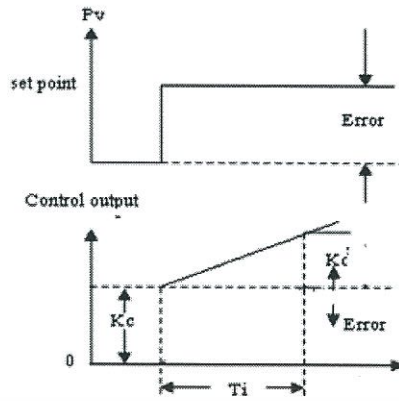 Pv
set point
Error
Control output
Kc
Kc
Error
0
Ti